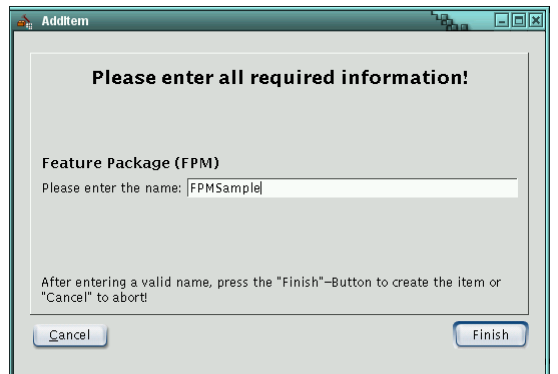 AddItem
Please enter all required information!
Feature Package (FPM)
Please enter the name: FPMSample
After entering a valid name, press the "Finish"–Button to create the item or
"Cancel" to abort!
Cancel
Finish